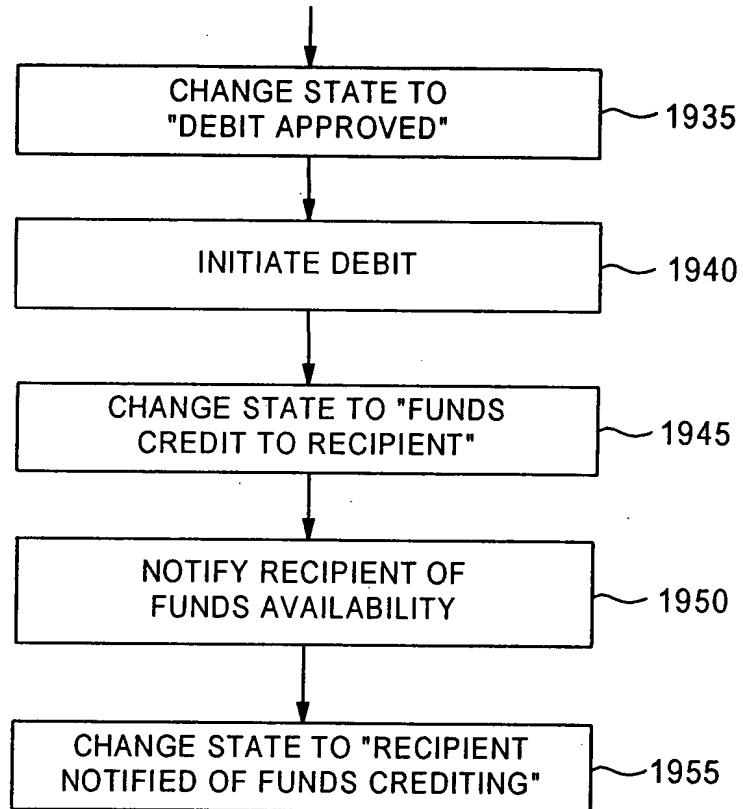 CHANGE STATE TO
"DEBIT APPROVED"
1935
INITIATE DEBIT
1940
CHANGE STATE TO "FUNDS
CREDIT TO RECIPIENT"
1945
NOTIFY RECIPIENT OF
FUNDS AVAILABILITY
1950
CHANGE STATE TO "RECIPIENT
NOTIFIED OF FUNDS CREDITING"
1955